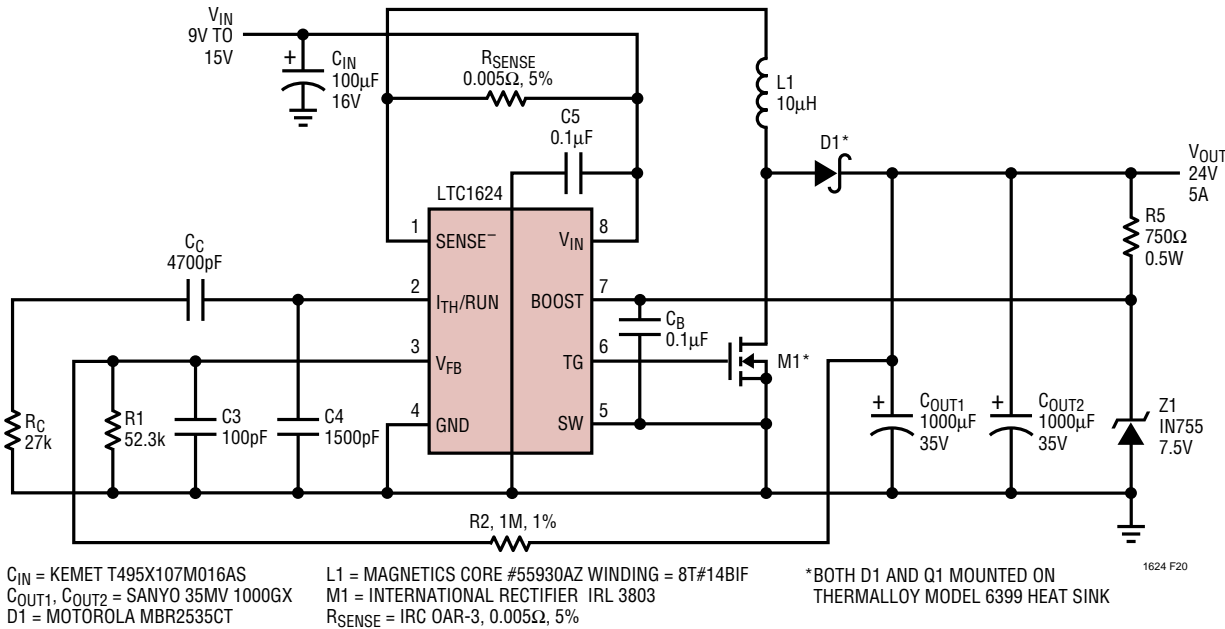 VIN
9V TO
15V
+
CIN
100µF
16V
RSENSE
0.005Ω, 5%
C5
0.1µF
L1
10µH
D1*
VOUT
24V
5A
R5
750Ω
0.5W
LTC1624
1
SENSE–
VIN
8
CC
4700pF
2
ITH/RUN
BOOST
7
CB
0.1µF
3
VFB
TG
6
M1*
4
GND
SW
5
RC
27k
R1
52.3k
C3
100pF
C4
1500pF
+
COUT1
1000µF
35V
+
COUT2
1000µF
35V
Z1
IN755
7.5V
R2, 1M, 1%
CIN = KEMET T495X107M016AS
COUT1, COUT2 = SANYO 35MV 1000GX
D1 = MOTOROLA MBR2535CT
L1 = MAGNETICS CORE #55930AZ WINDING = 8T#14BIF
M1 = INTERNATIONAL RECTIFIER IRL 3803
RSENSE = IRC OAR-3, 0.005Ω, 5%
*BOTH D1 AND Q1 MOUNTED ON
THERMALLOY MODEL 6399 HEAT SINK
1624 F20